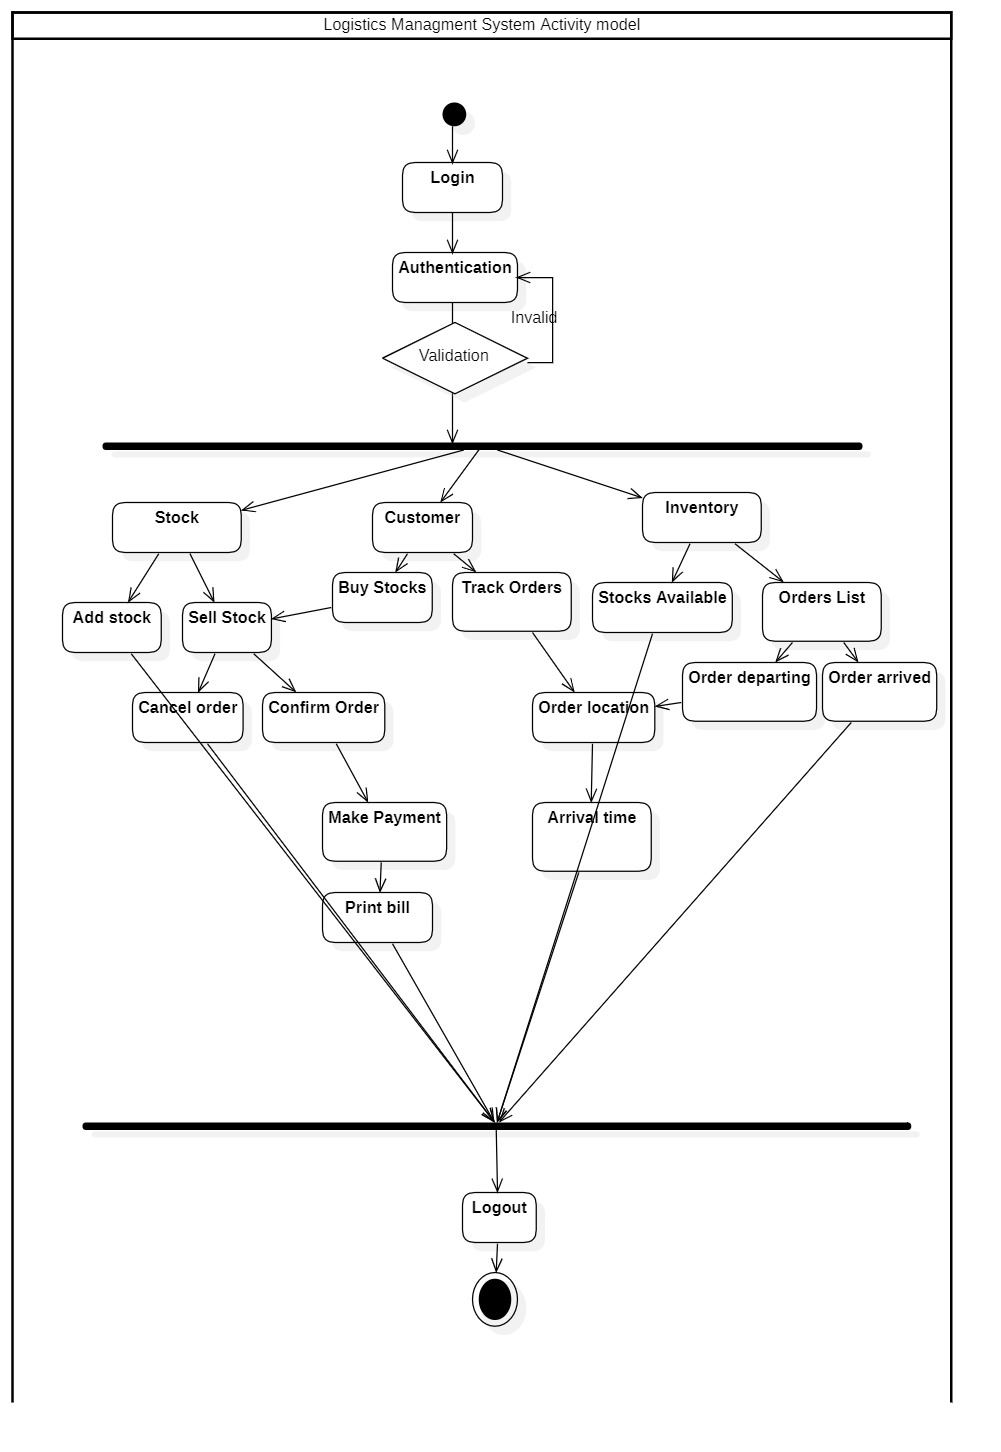 Logistics Managment System Activity model
Login
Authentication
Invalid
Validation
Stock
Customer
Inventory
Add stock
Sell Stock
Buy Stocks
Track Orders
Stocks Available
Orders List
Cancel order
Confirm Order
Order location
Order departing
Order arrived
Make Payment
Arrival time
Print bill
Logout